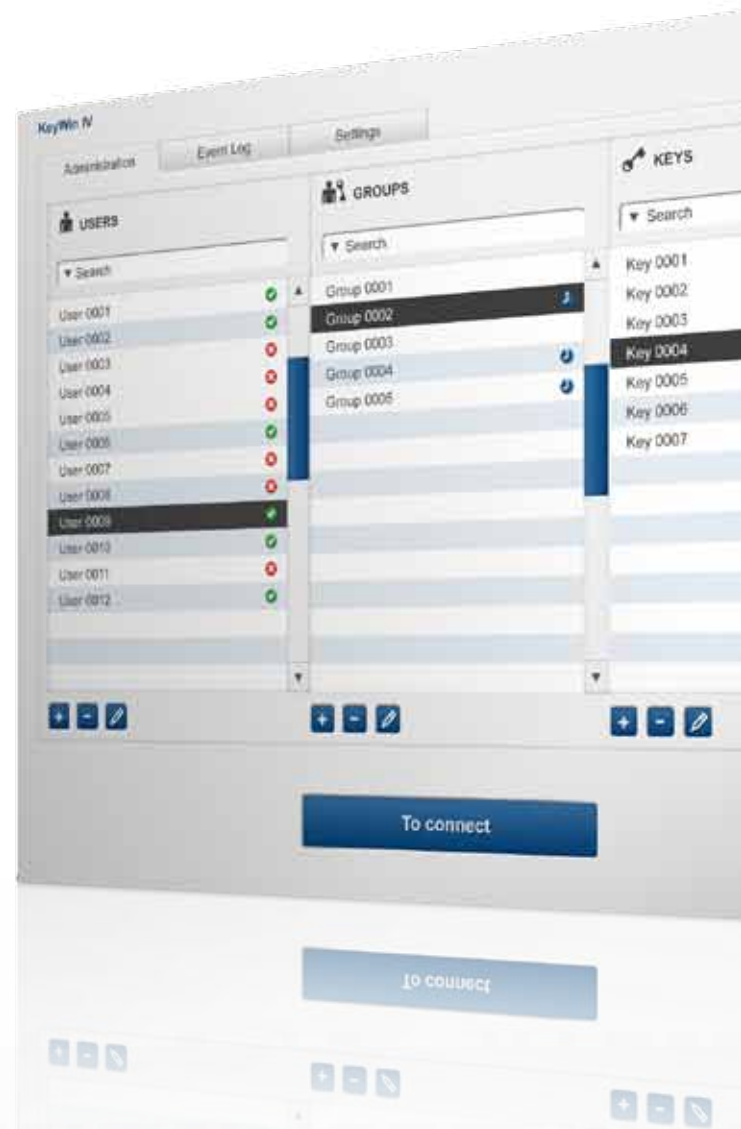 KeyWin IV
Administration
Event Log
Settings
USERS
Search
User 0001
User 0002
User 0003
User 0004
User 0005
User 0006
User 0007
User 0008
User 0009
User 0010
User 0011
User 0012
GROUPS
Search
Group 0001
Group 0002
Group 0003
Group 0004
Group 0005
KEYS
Search
Key 0001
Key 0002
Key 0003
Key 0004
Key 0005
Key 0006
Key 0007
To connect
To connect